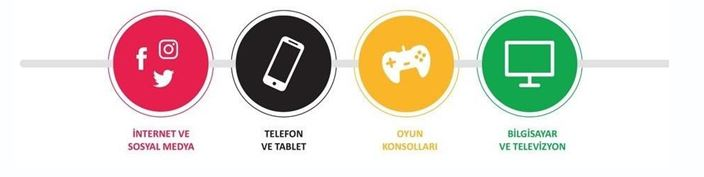 İNTERNET VE
SOSYAL MEDYA
TELEFON
VE TABLET
OYUN
KONSOLLARI
BİLGİSAYAR
VE TELEVİZYON